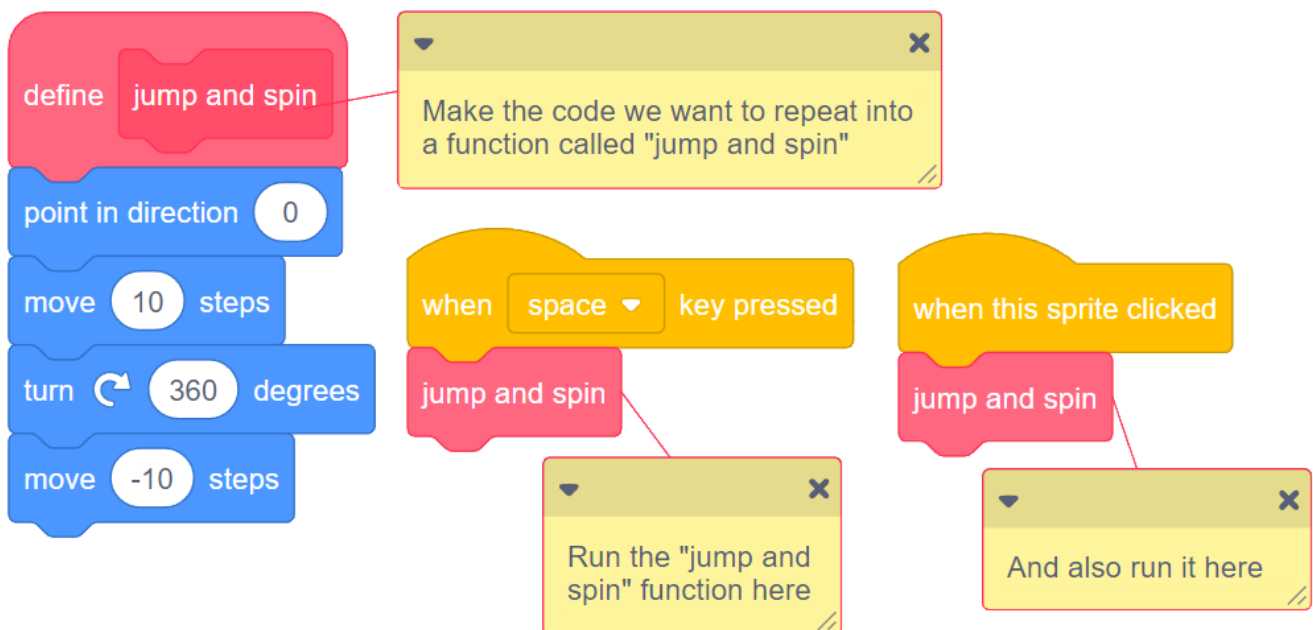 define jump and spin
Make the code we want to repeat into
a function called "jump and spin"
point in direction 0
move 10 steps
turn 360 degrees
move -10 steps
when space key pressed
jump and spin
Run the "jump and
spin" function here
when this sprite clicked
jump and spin
And also run it here